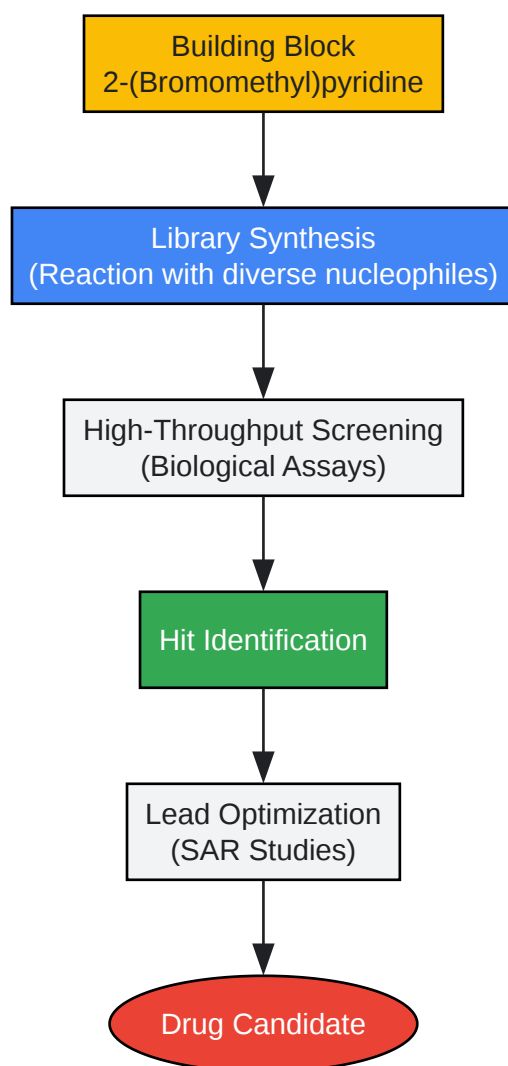 Building Block
2-(Bromomethyl)pyridine
Library Synthesis
(Reaction with diverse nucleophiles)
High-Throughput Screening
(Biological Assays)
Hit Identification
Lead Optimization
(SAR Studies)
Drug Candidate